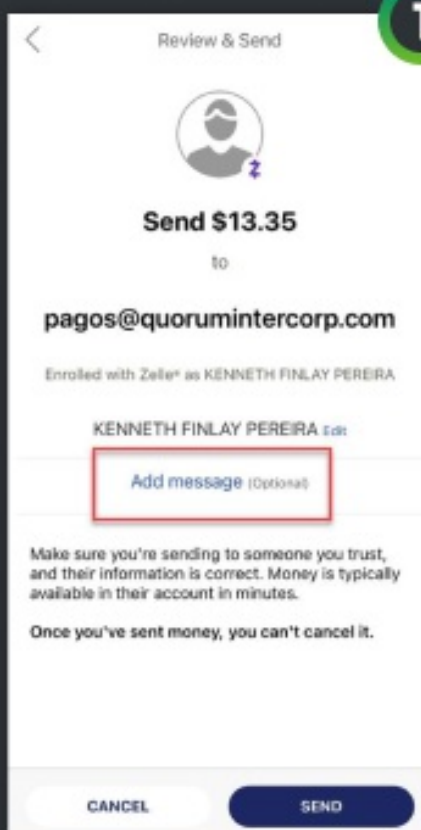 Review & Send
Send $13.35
to
pagos@quorumintercorp.com
Enrolled with Zelle® as KENNETH FINLAY PEREIRA
KENNETH FINLAY PEREIRA Edit
Add message (Optional)
Make sure you're sending to someone you trust,
and their information is correct. Money is typically
available in their account in minutes.
Once you've sent money, you can't cancel it.
CANCEL
SEND